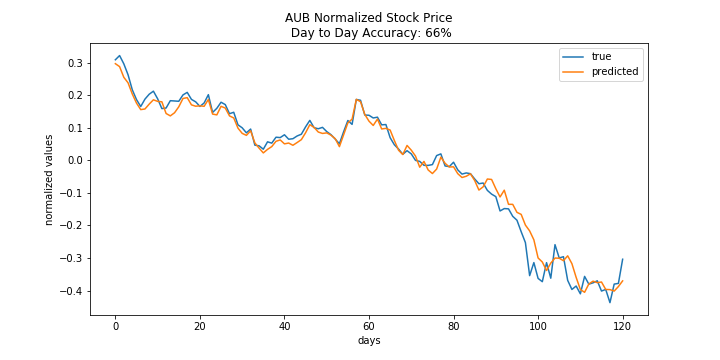 AUB Normalized Stock Price
Day to Day Accuracy: 66%
true
predicted
normalized values
0.3
0.2
0.1
0.0
−0.1
−0.2
−0.3
−0.4
0 20 40 60 80 100 120
days